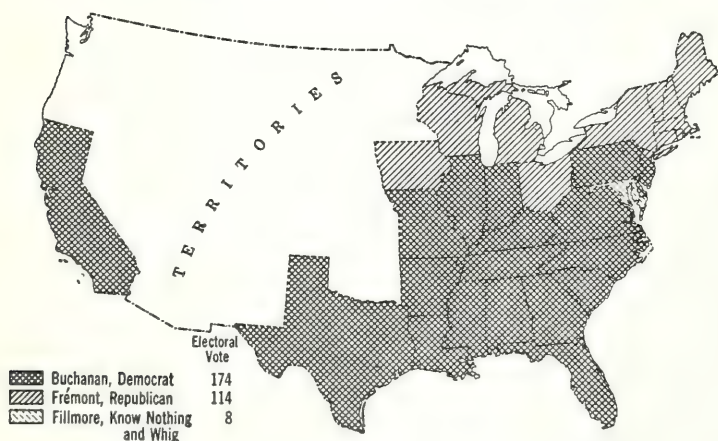 TERRITORIES
Electoral
Vote
Buchanan, Democrat 174
Frémont, Republican 114
Fillmore, Know Nothing 8
and Whig